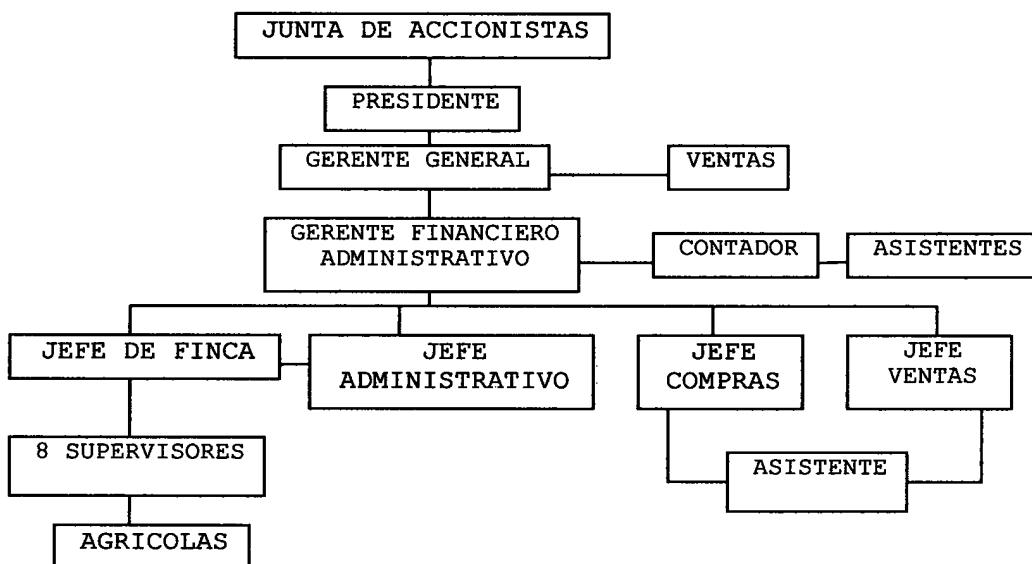 JUNTA DE ACCIONISTAS
PRESIDENTE
GERENTE GENERAL
VENTAS
GERENTE FINANCIERO
ADMINISTRATIVO
CONTADOR
ASISTENTES
JEFE DE FINCA
JEFE
ADMINISTRATIVO
JEFE
COMPRAS
JEFE
VENTAS
8 SUPERVISORES
ASISTENTE
AGRICOLAS